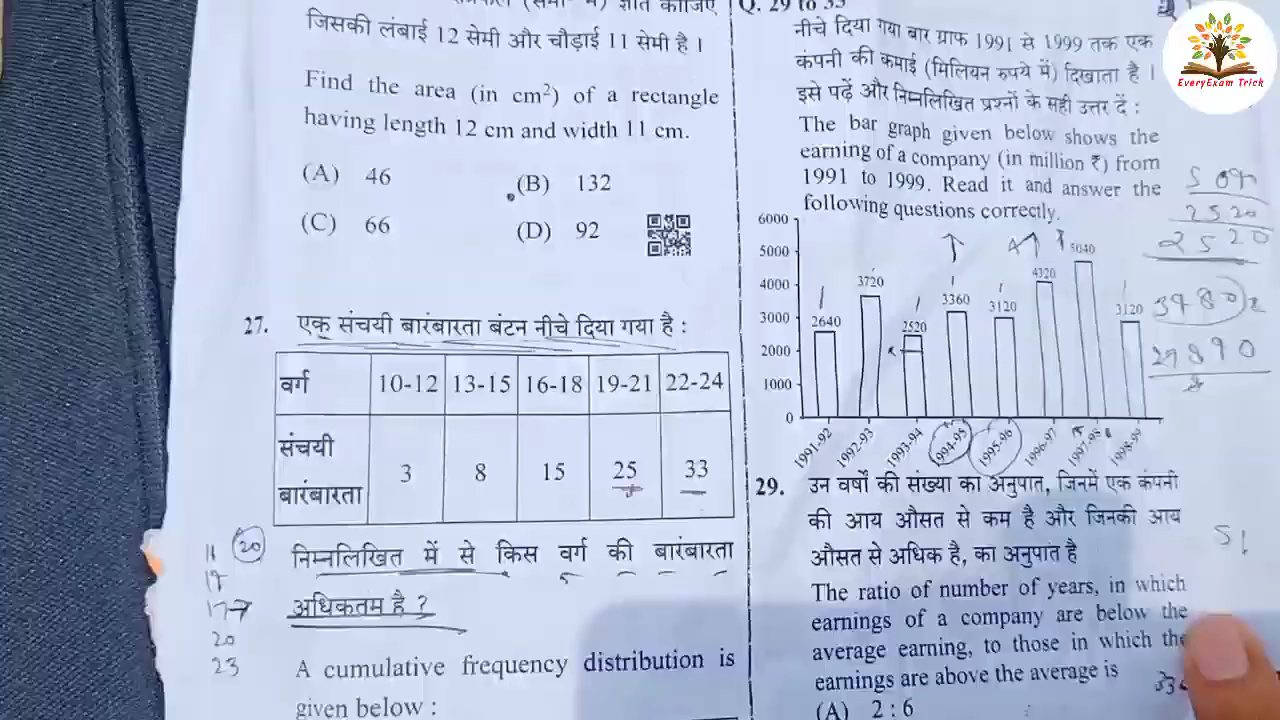 जिसकी लंबाई 12 सेमी और चौड़ाई 11 सेमी है ।
Find the area (in cm²) of a rectangle
having length 12 cm and width 11 cm.
(A) 46
(B) 132
(C) 66
(D) 92
27. एक संचयी बारंबारता बंटन नीचे दिया गया है :
वर्ग 10-12 13-15 16-18 19-21 22-24
संचयी
बारंबारता 3 8 15 25 33
निम्नलिखित में से किस वर्ग की बारंबारता
अधिकतम है ?
A cumulative frequency distribution is
given below :
20
17
20
23
Q. 29 to 33
नीचे दिया गया बार ग्राफ 1991 से 1999 तक एक
कंपनी की कमाई (मिलियन रुपये में) दिखाता है ।
इसे पढ़ें और निम्नलिखित प्रश्नों के सही उत्तर दें :
The bar graph given below shows the
earning of a company (in million ₹) from
1991 to 1999. Read it and answer the
following questions correctly.
6000
5000
4000
3000
2000
1000
0
2640
3720
2520
3360
3120
4320
5040
3120
1991-92
1992-93
1993-94
1994-95
1995-96
1996-97
1997-98
1998-99
29. उन वर्षों की संख्या का अनुपात, जिनमें एक कंपनी
की आय औसत से कम है और जिनकी आय
औसत से अधिक है, का अनुपात है
The ratio of number of years, in which
earnings of a company are below the
average earning, to those in which the
earnings are above the average is
(A) 2 : 6
2520
2520
EveryExam Trick